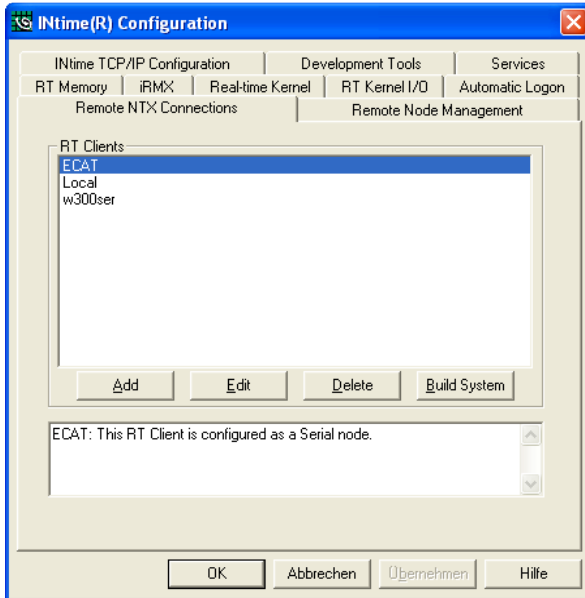 INtime(R) Configuration
INtime TCP/IP Configuration Development Tools Services
RT Memory iRMX Real-time Kernel RT Kernel I/O Automatic Logon
Remote NTX Connections Remote Node Management
RT Clients
ECAT
Local
w300ser
Add Edit Delete Build System
ECAT: This RT Client is configured as a Serial node.
OK Abbrechen Übernehmen Hilfe